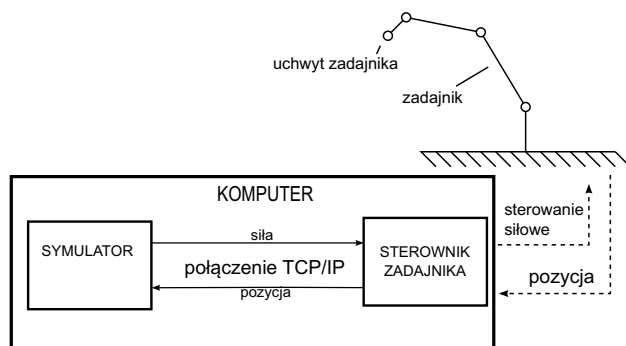 uchwyt zadajnika
zadajnik
KOMPUTER
sterowanie
siłowe
siła
SYMULATOR
STEROWNIK
ZADAJNIKA
połączenie TCP/IP
pozycja
pozycja